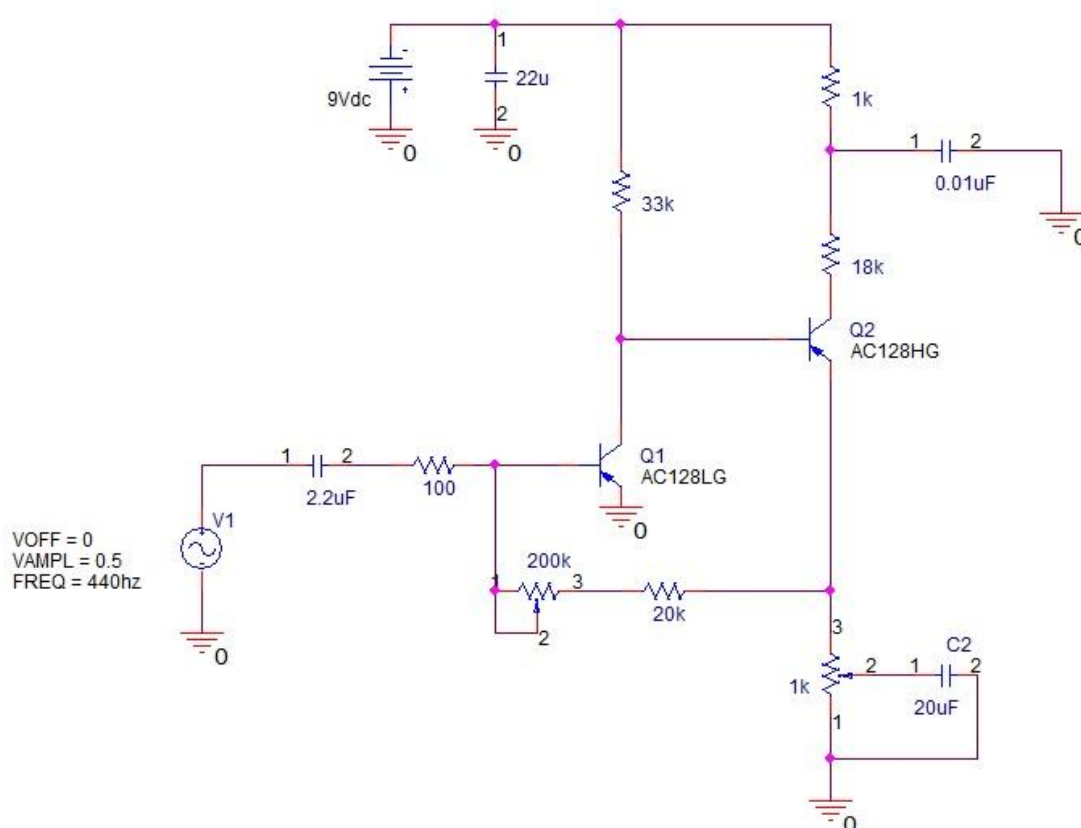 1
-
+
22u
9Vdc
2
0
0
1k
1
2
0.01uF
0
33k
18k
Q2
AC128HG
1
2
2.2uF
100
Q1
AC128LG
0
V1
VOFF = 0
VAMPL = 0.5
FREQ = 440hz
0
200k
1
3
2
20k
3
C2
2
1
2
1k
20uF
1
0